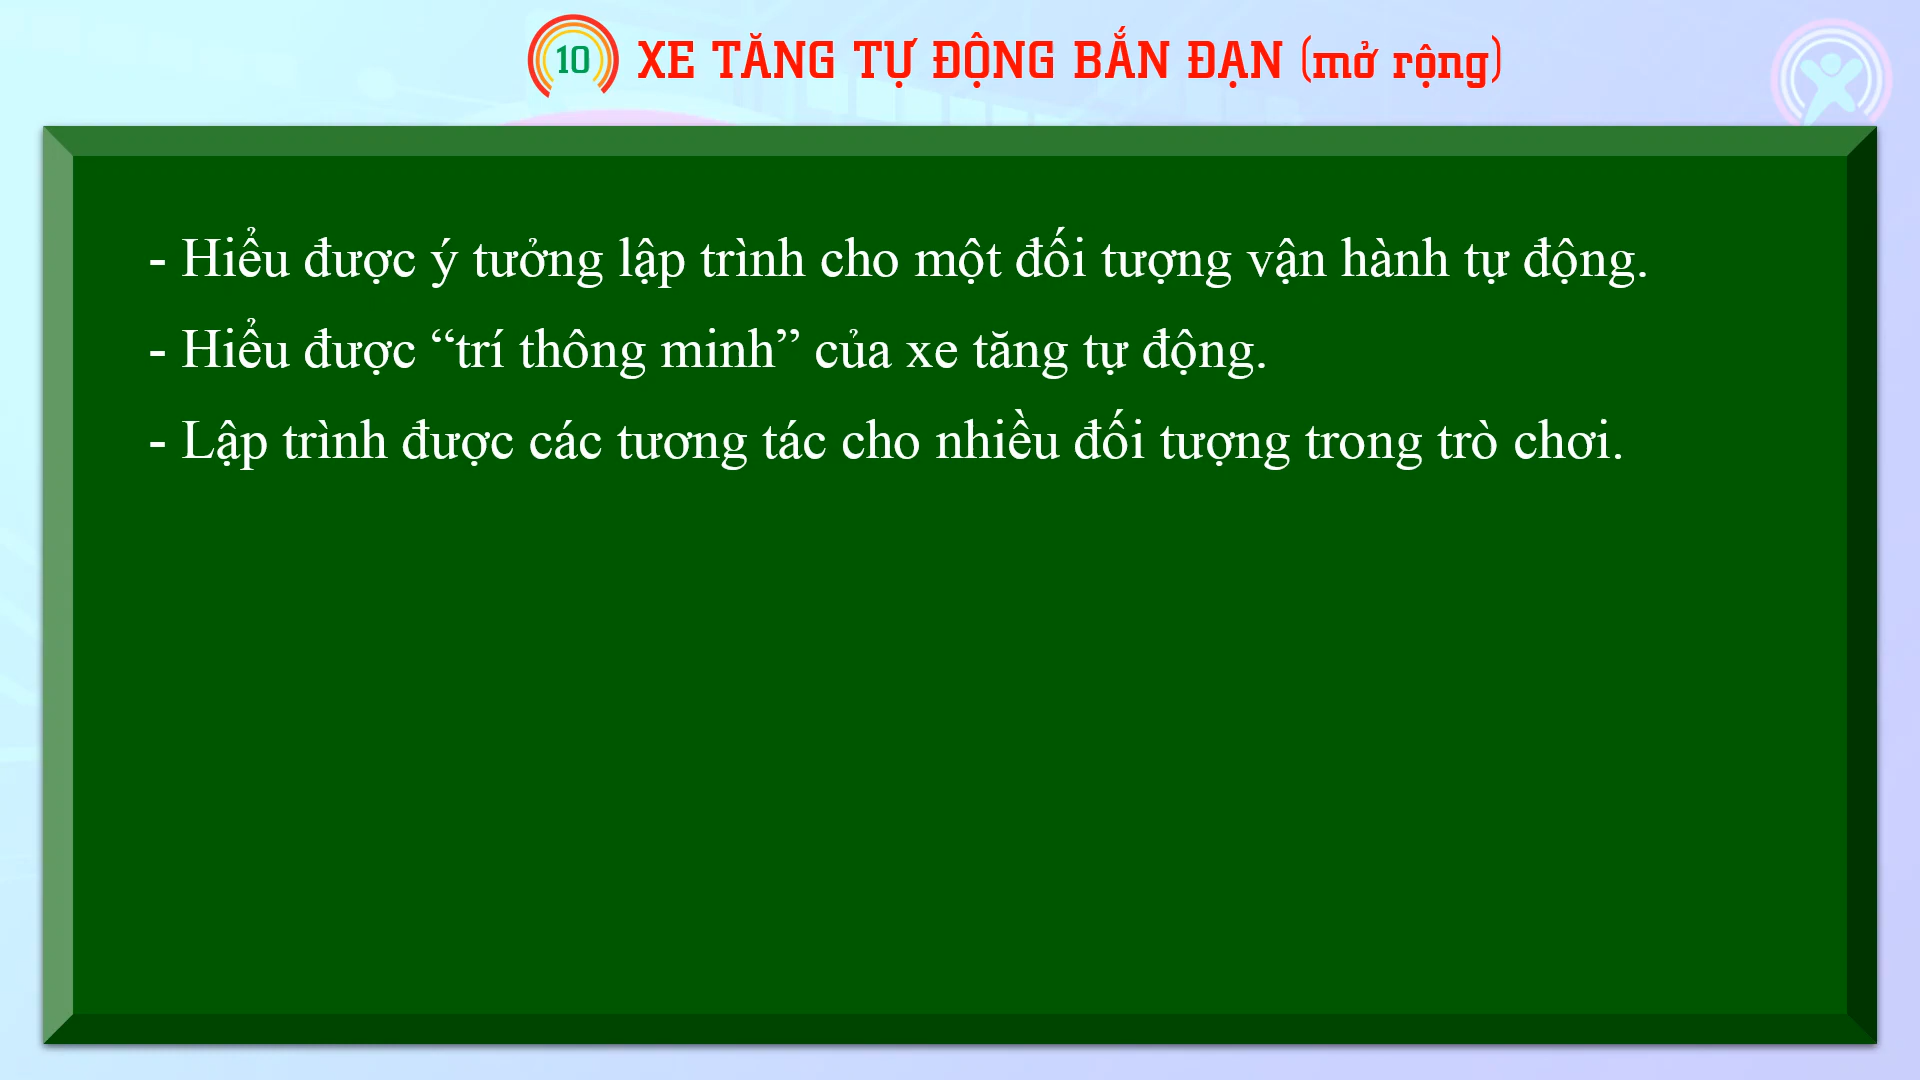 10 XE TĂNG TỰ ĐỘNG BẮN ĐẠN (mở rộng)
- Hiểu được ý tưởng lập trình cho một đối tượng vận hành tự động.
- Hiểu được “trí thông minh” của xe tăng tự động.
- Lập trình được các tương tác cho nhiều đối tượng trong trò chơi.